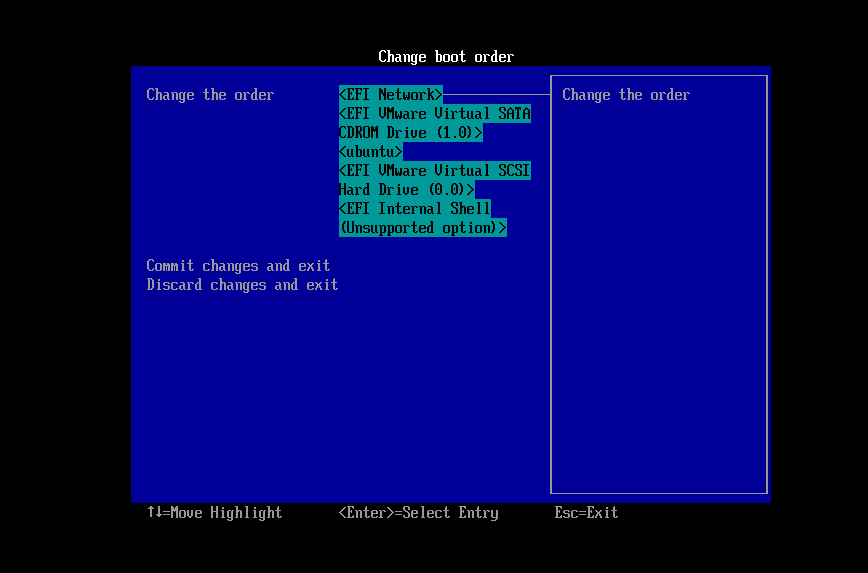 Change boot order
Change the order
<EFI Network>
<EFI VMware Virtual SATA
CDROM Drive (1.0)>
<ubuntu>
<EFI VMware Virtual SCSI
Hard Drive (0.0)>
<EFI Internal Shell
(Unsupported option)>
Change the order
Commit changes and exit
Discard changes and exit
↑↓=Move Highlight
<Enter>=Select Entry
Esc=Exit